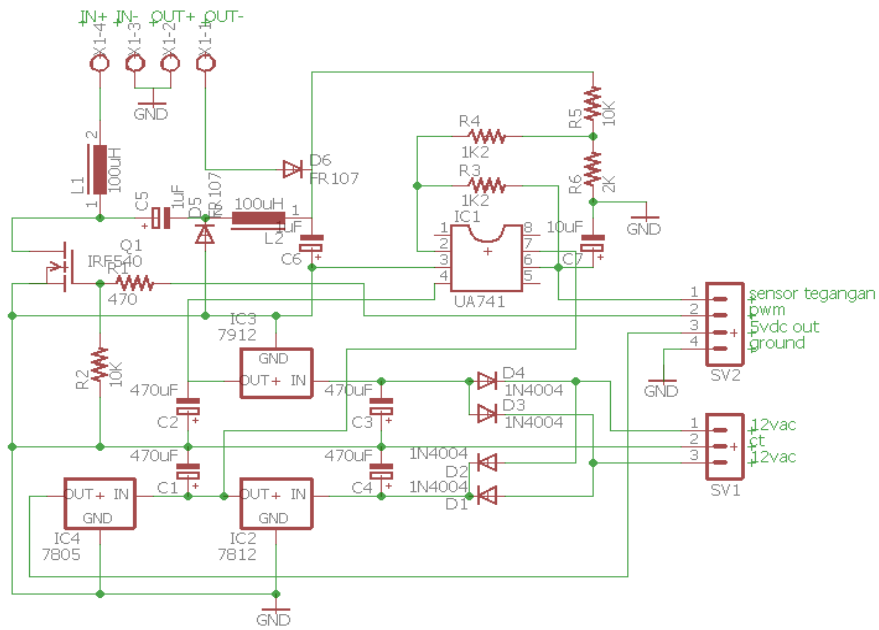 IN+ IN- OUT+ OUT-
X1-4 X1-3 X1-2 X1-1
GND
R5
10K
R4
1K2
D6
FR107
R3
1K2
R6
2K
L1
100uH
2
1
C5
1uF
D5
FR107
100uH
1
L2
1uF
C6
IC1
10uF
C7
GND
1
2
3
4
8
7
6
5
UA741
Q1
IRF540
R1
470
1 sensor tegangan
2 pwm
3 5vdc out
4 ground
SV2
IC3
7912
GND
OUT+ IN
R2
10K
470uF
C2
470uF
C3
D4
1N4004
D3
1N4004
GND
1 12vac
2 ct
3 12vac
SV1
470uF
C1
470uF
C4
1N4004
D2
1N4004
D1
OUT+ IN
GND
IC4
7805
OUT+ IN
GND
IC2
7812
GND